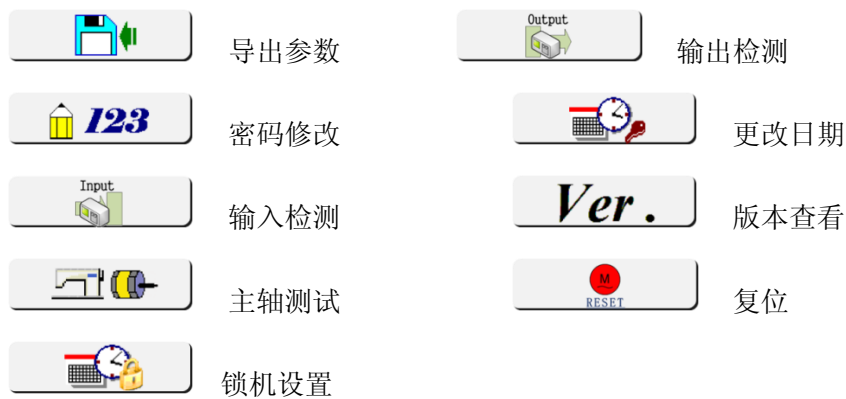 导出参数
Output
输出检测
123
密码修改
更改日期
Input
输入检测
Ver.
版本查看
主轴测试
M
RESET
复位
锁机设置